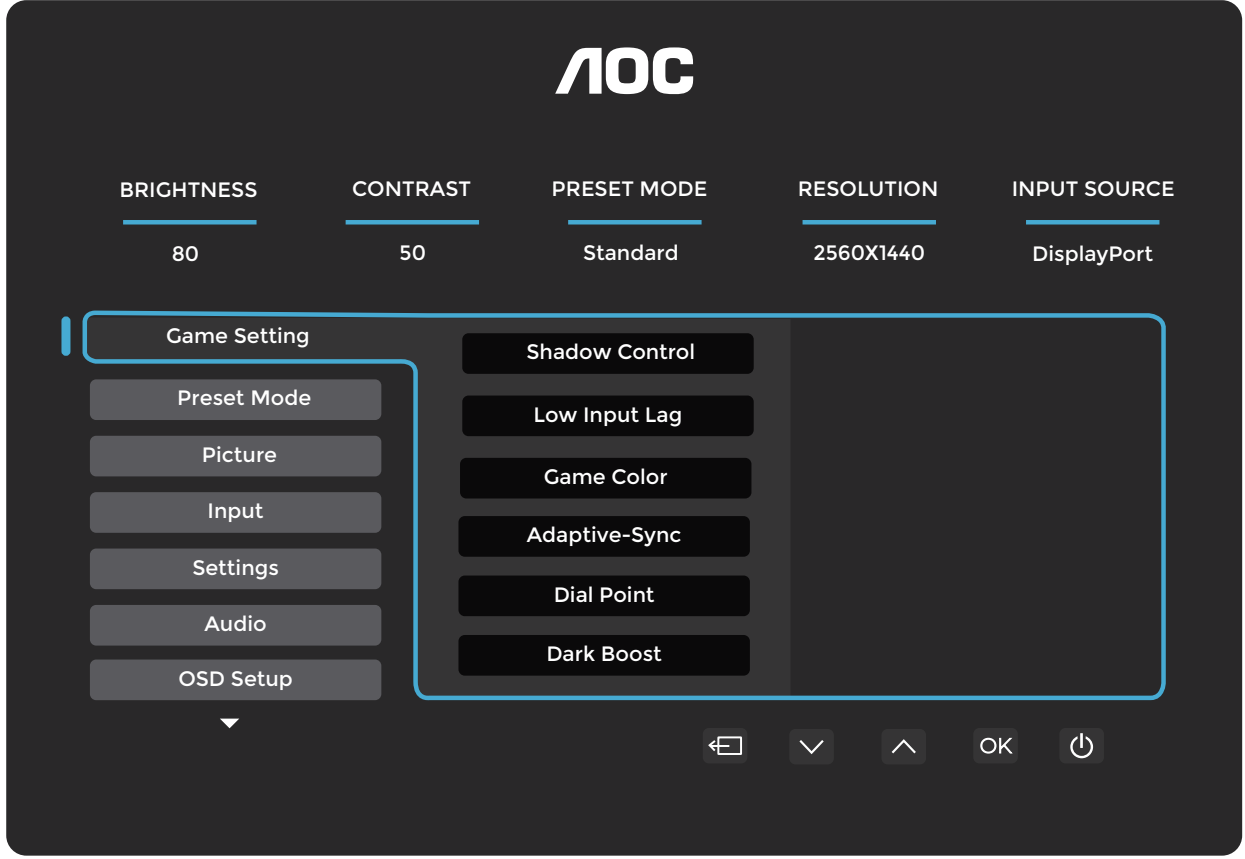 AOC
BRIGHTNESS CONTRAST PRESET MODE RESOLUTION INPUT SOURCE
80 50 Standard 2560X1440 DisplayPort
Game Setting
Preset Mode
Picture
Input
Settings
Audio
OSD Setup
Shadow Control
Low Input Lag
Game Color
Adaptive-Sync
Dial Point
Dark Boost
OK